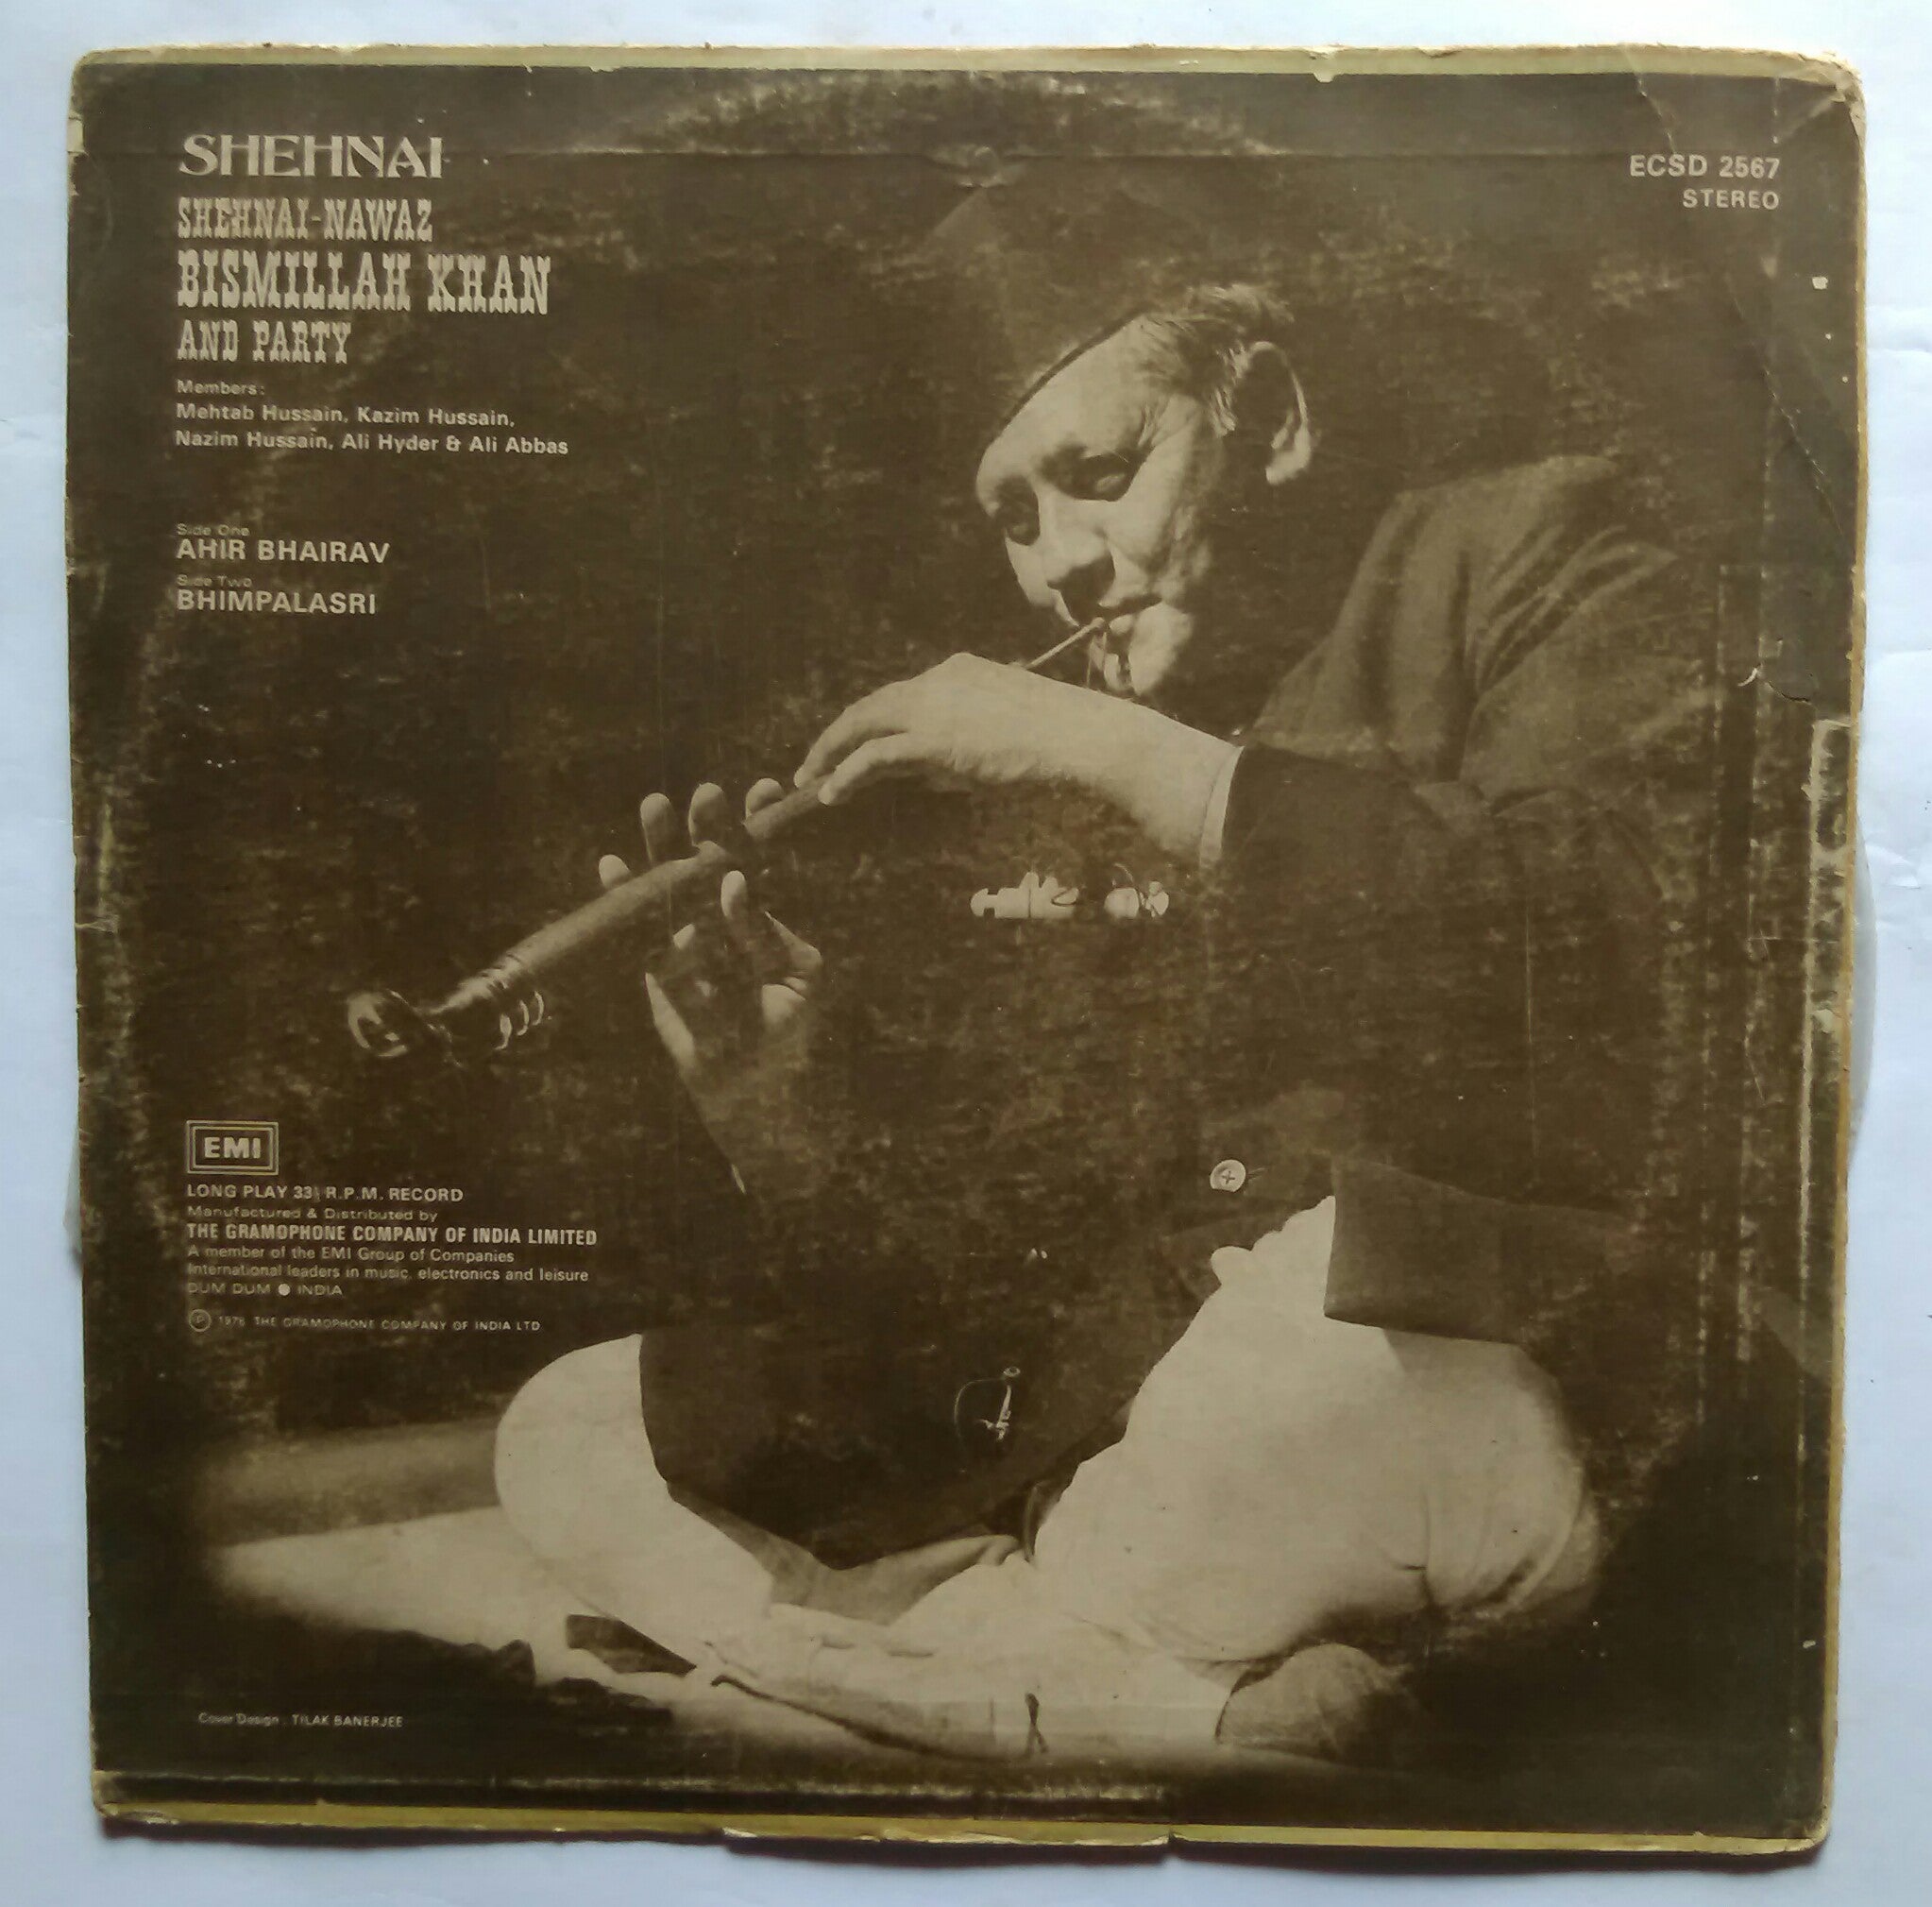 SHEHNAI
SHEHNAI-NAWAZ
BISMILLAH KHAN
AND PARTY
Members:
Mehtab Hussain, Kazim Hussain,
Nazim Hussain, Ali Hyder & Ali Abbas
Side One
AHIR BHAIRAV
Side Two
BHIMPALASRI
ECSD 2567
STEREO
EMI
LONG PLAY 33⅓ R.P.M. RECORD
Manufactured & Distributed by
THE GRAMOPHONE COMPANY OF INDIA LIMITED
A member of the EMI Group of Companies
International leaders in music, electronics and leisure
DUM DUM ● INDIA
℗ THE GRAMOPHONE COMPANY OF INDIA LTD
Cover Design : TILAK BANERJEE